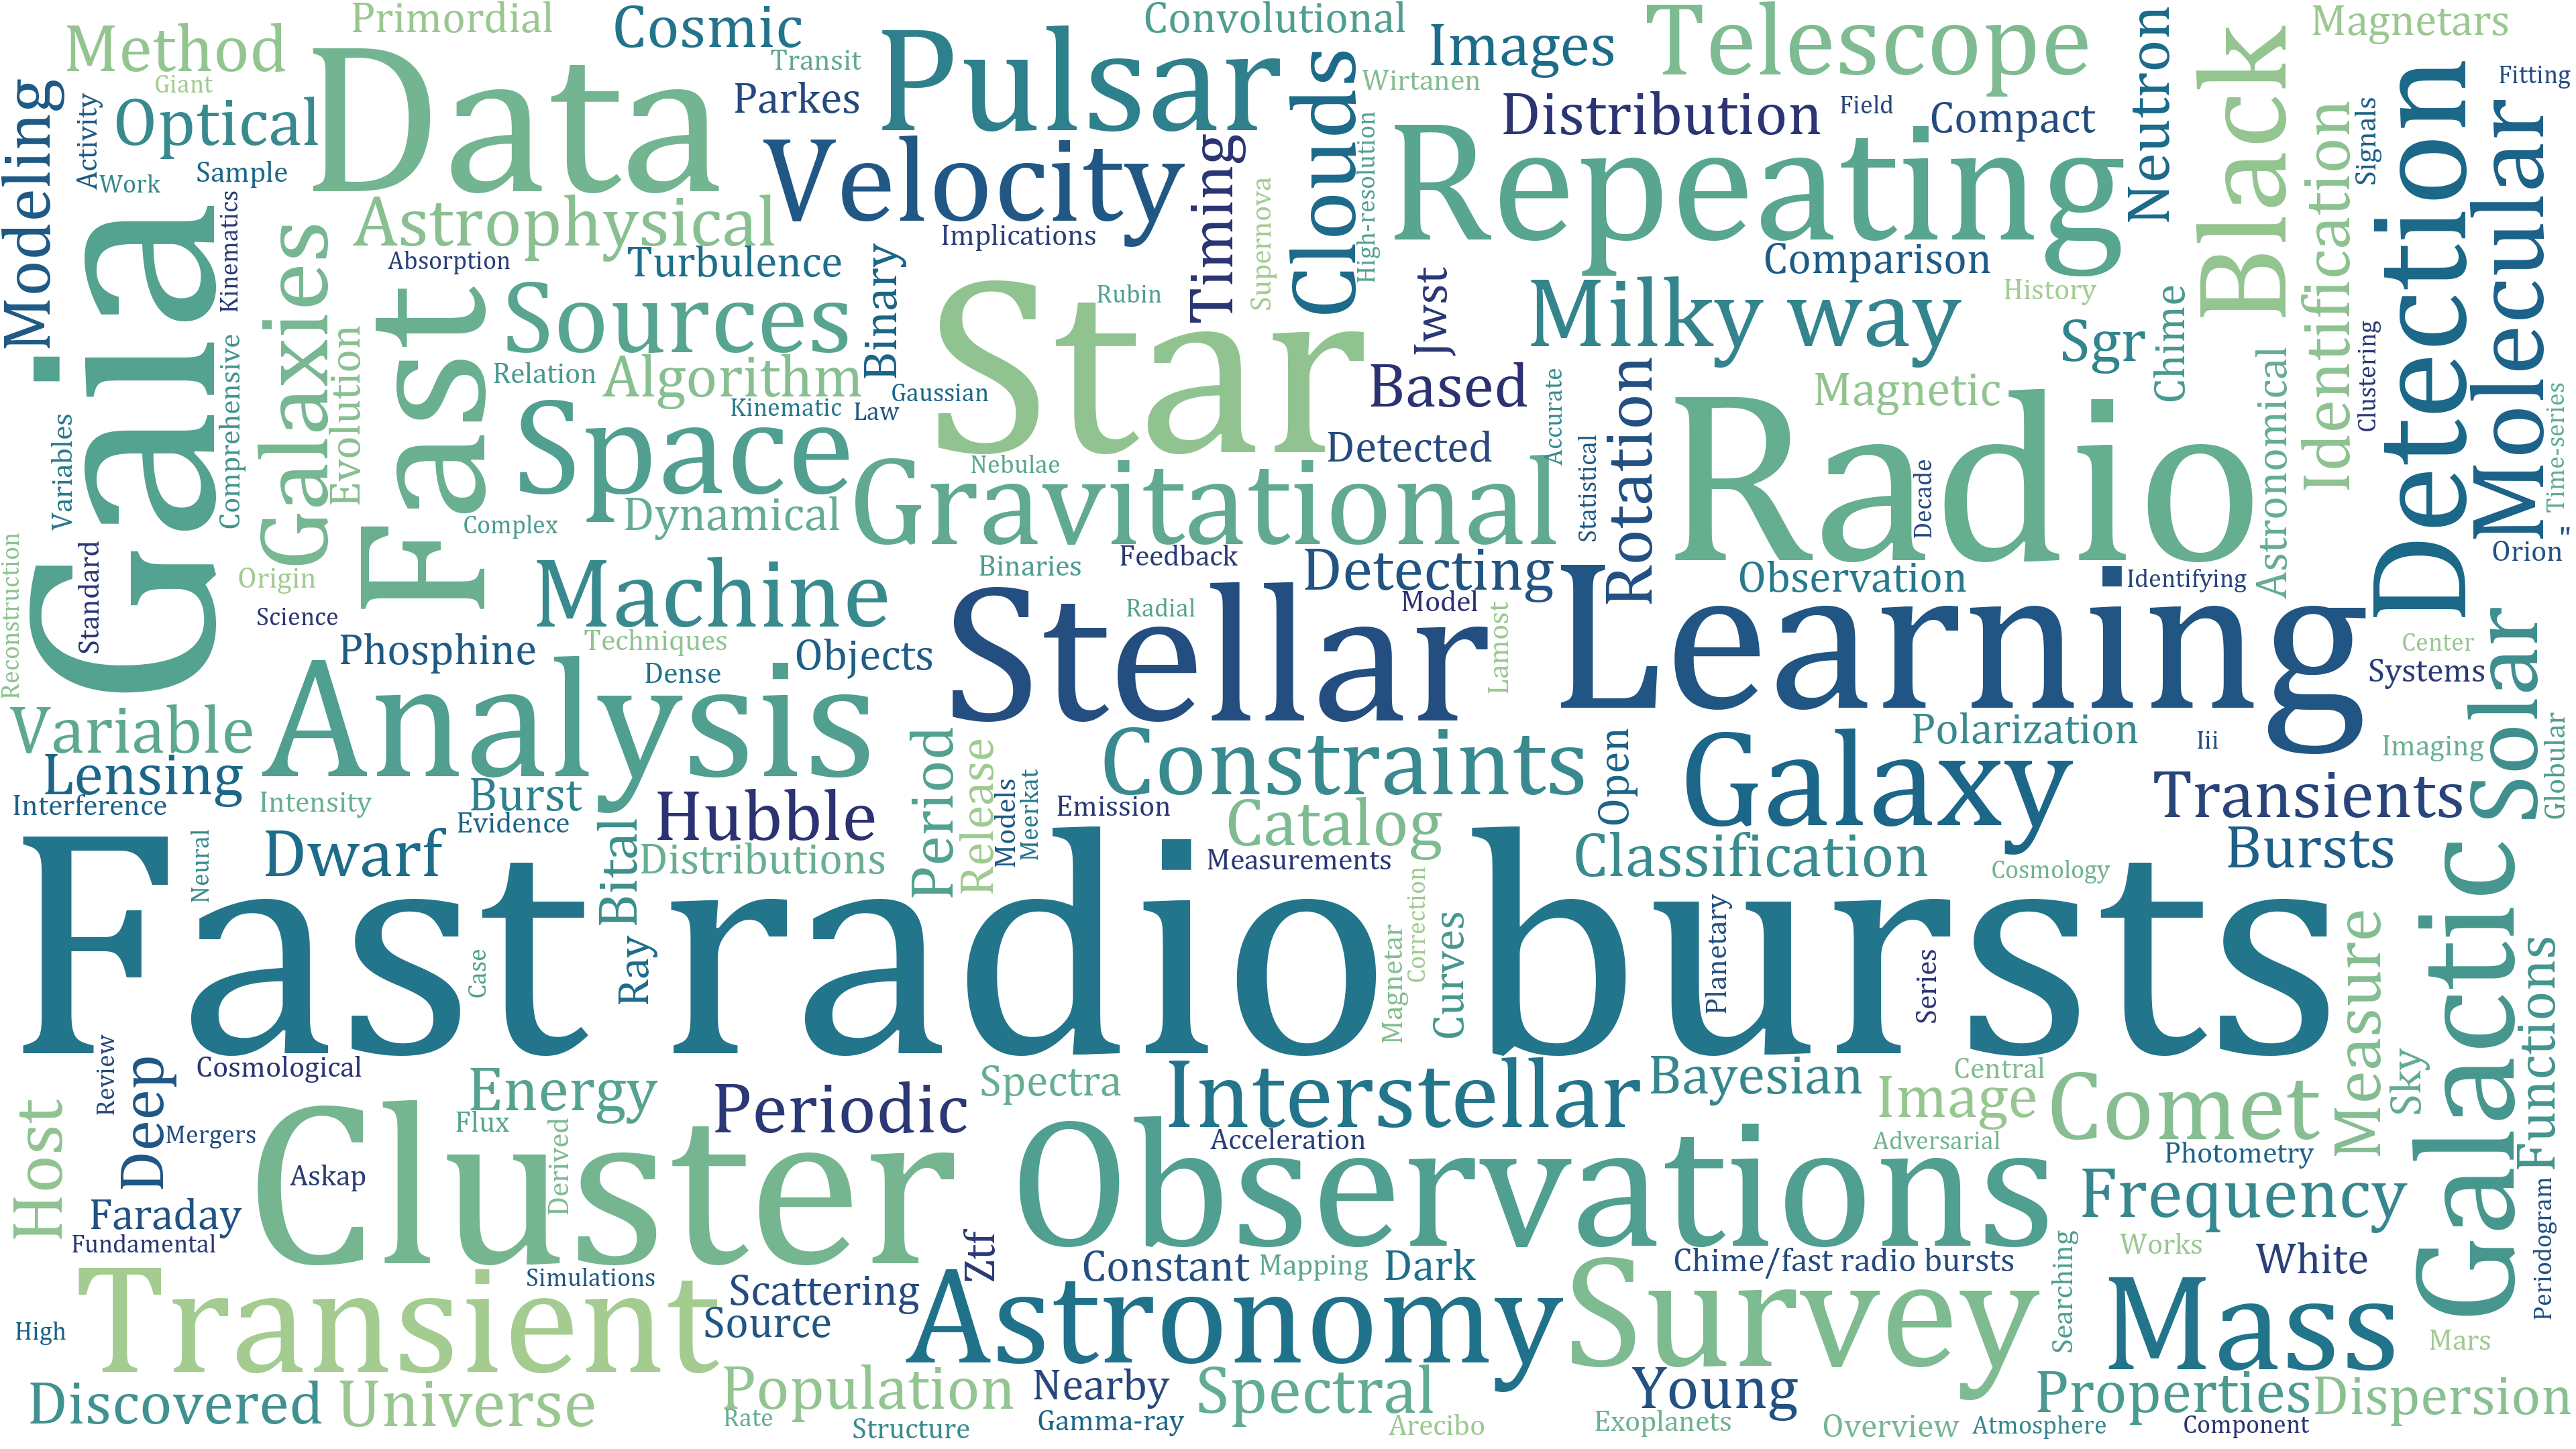 Primordial
Cosmic
Convolutional
Telescope
Magnetars
Method
Giant
Data
Transit
Pulsar
Clouds
Images
Wirtanen
Neutron
Black
Fitting
Modeling
Activity
Optical
Work
Sample
Parkes
Velocity
Implications
Timing
Supernova
High-resolution
Distribution
Field
Compact
Repeating
Identification
Signals
Detection
Molecular
Gaia
Kinematics
Galaxies
Astrophysical
Absorption
Turbulence
Binary
Star
Rubin
Jwst
Comparison
Milky way
History
Sgr
Chime
Clustering
Comprehensive
Evolution
Fast
Sources
Relation
Algorithm
Kinematic
Law
Gaussian
Based
Magnetic
Radio
Astronomical
Time-series
Variables
Space
Complex
Dynamical
Nebulae
Gravitational
Detected
Accurate
Statistical
Rotation
Decade
Orion
"
Reconstruction
Standard
Origin
Science
Machine
Binaries
Feedback
Detecting
Observation
Identifying
Phosphine
Techniques
Dense
Objects
Stellar
Radial
Model
Lamost
Learning
Center
Systems
Solar
Variable
Analysis
Lensing
Interference
Intensity
Burst
Evidence
Hubble
Period
Release
Models
Meerkat
Constraints
Emission
Catalog
Open
Galaxy
Polarization
Iii
Imaging
Globular
Transients
Bursts
Neural
Dwarf
Bital
Distributions
Measurements
Classification
Cosmology
Fast radio bursts
Case
Ray
Magnetar
Correction
Curves
Planetary
Series
Measure
Galactic
Functions
Review
Cosmological
Host
Deep
Mergers
Energy
Flux
Derived
Periodic
Spectra
Interstellar
Acceleration
Bayesian
Image
Central
Adversarial
Comet
Sky
Photometry
Askap
Faraday
Fundamental
Cluster
Observations
Frequency
Periodogram
Transient
Simulations
Scattering
Source
Ztf
Constant
Mapping
Dark
Chime/fast radio bursts
Searching
Works
White
High
Astronomy
Survey
Mass
Mars
Discovered
Universe
Population
Rate
Structure
Nearby
Gamma-ray
Spectral
Arecibo
Young
Exoplanets
Overview
Properties
Atmosphere
Component
Dispersion